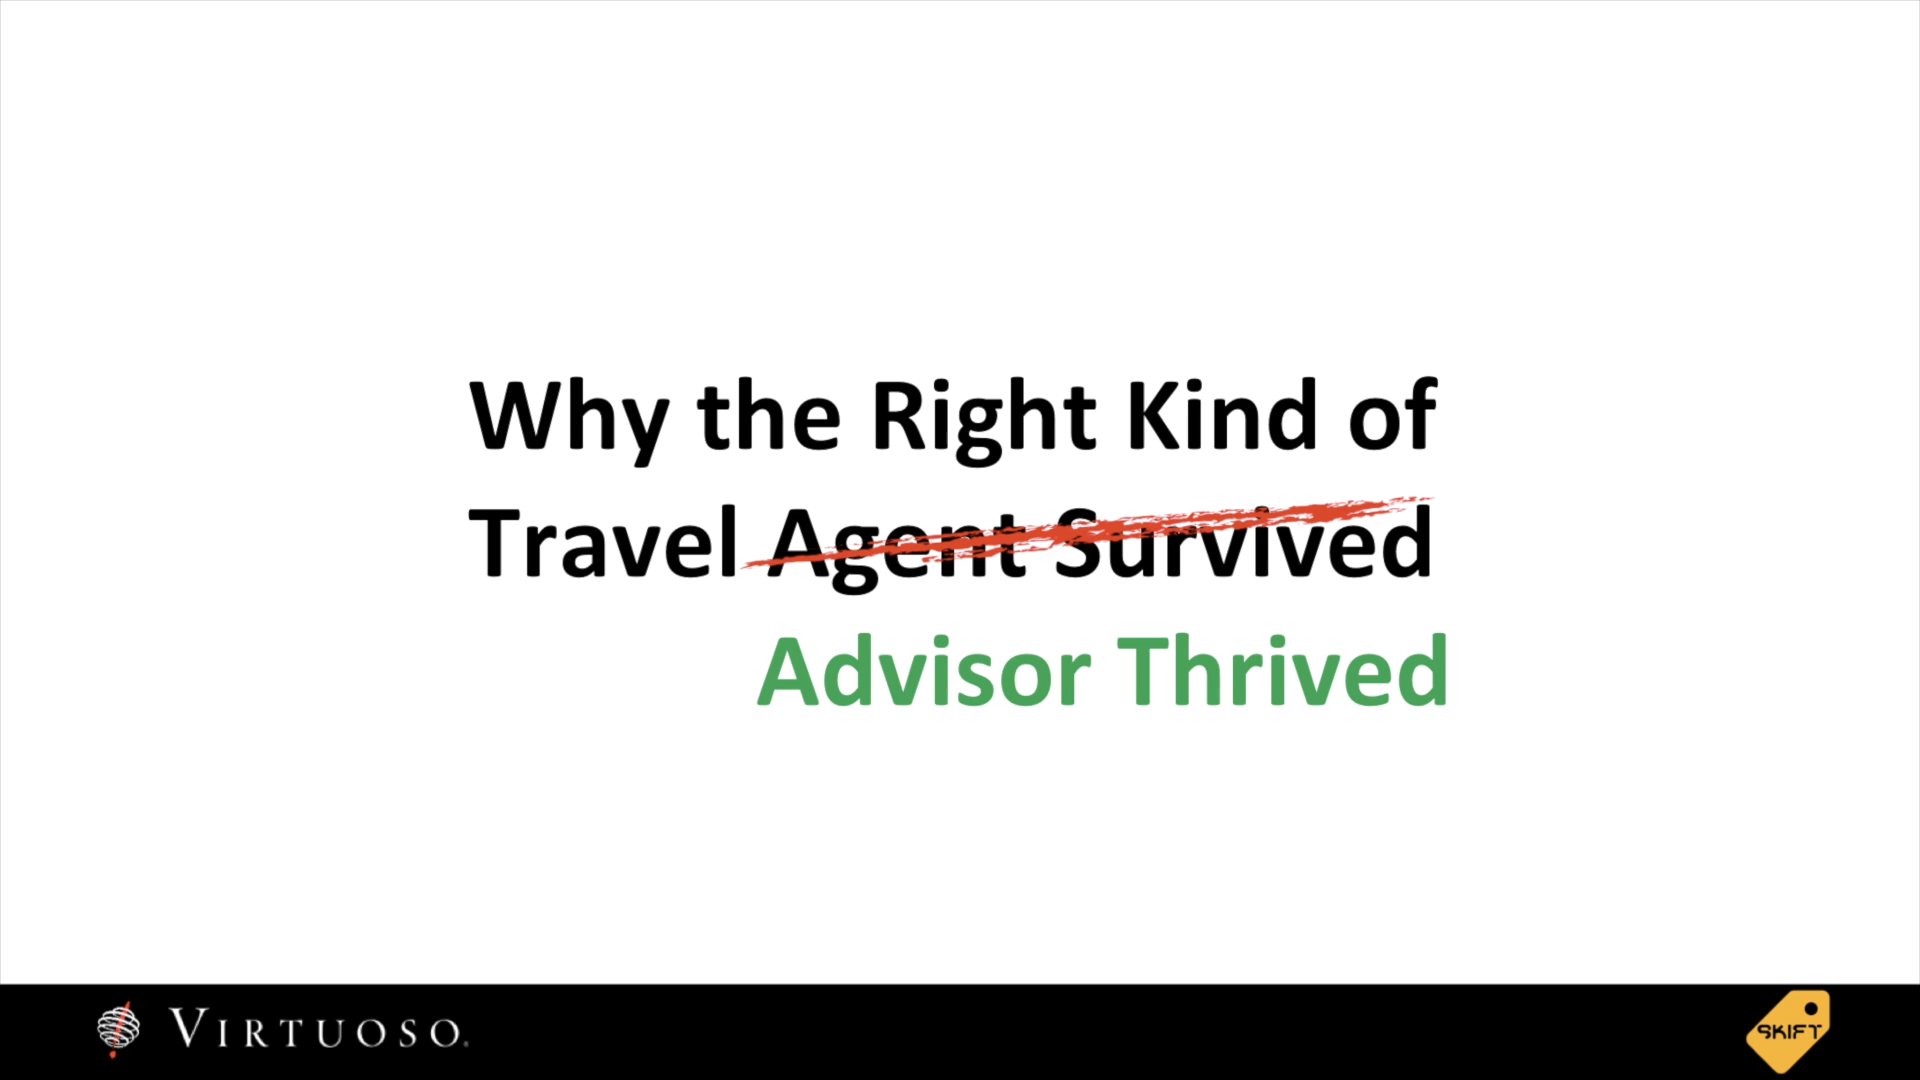 Why the Right Kind of
Travel Agent Survived
Advisor Thrived
VIRTUOSO
SKIFT